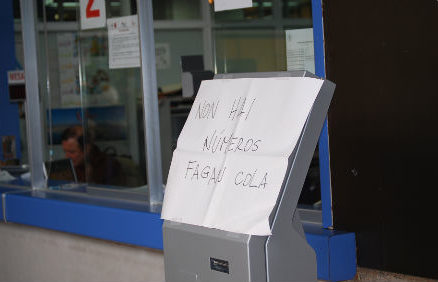 2
NON HAI
NÚMEROS
FAGAN COLA